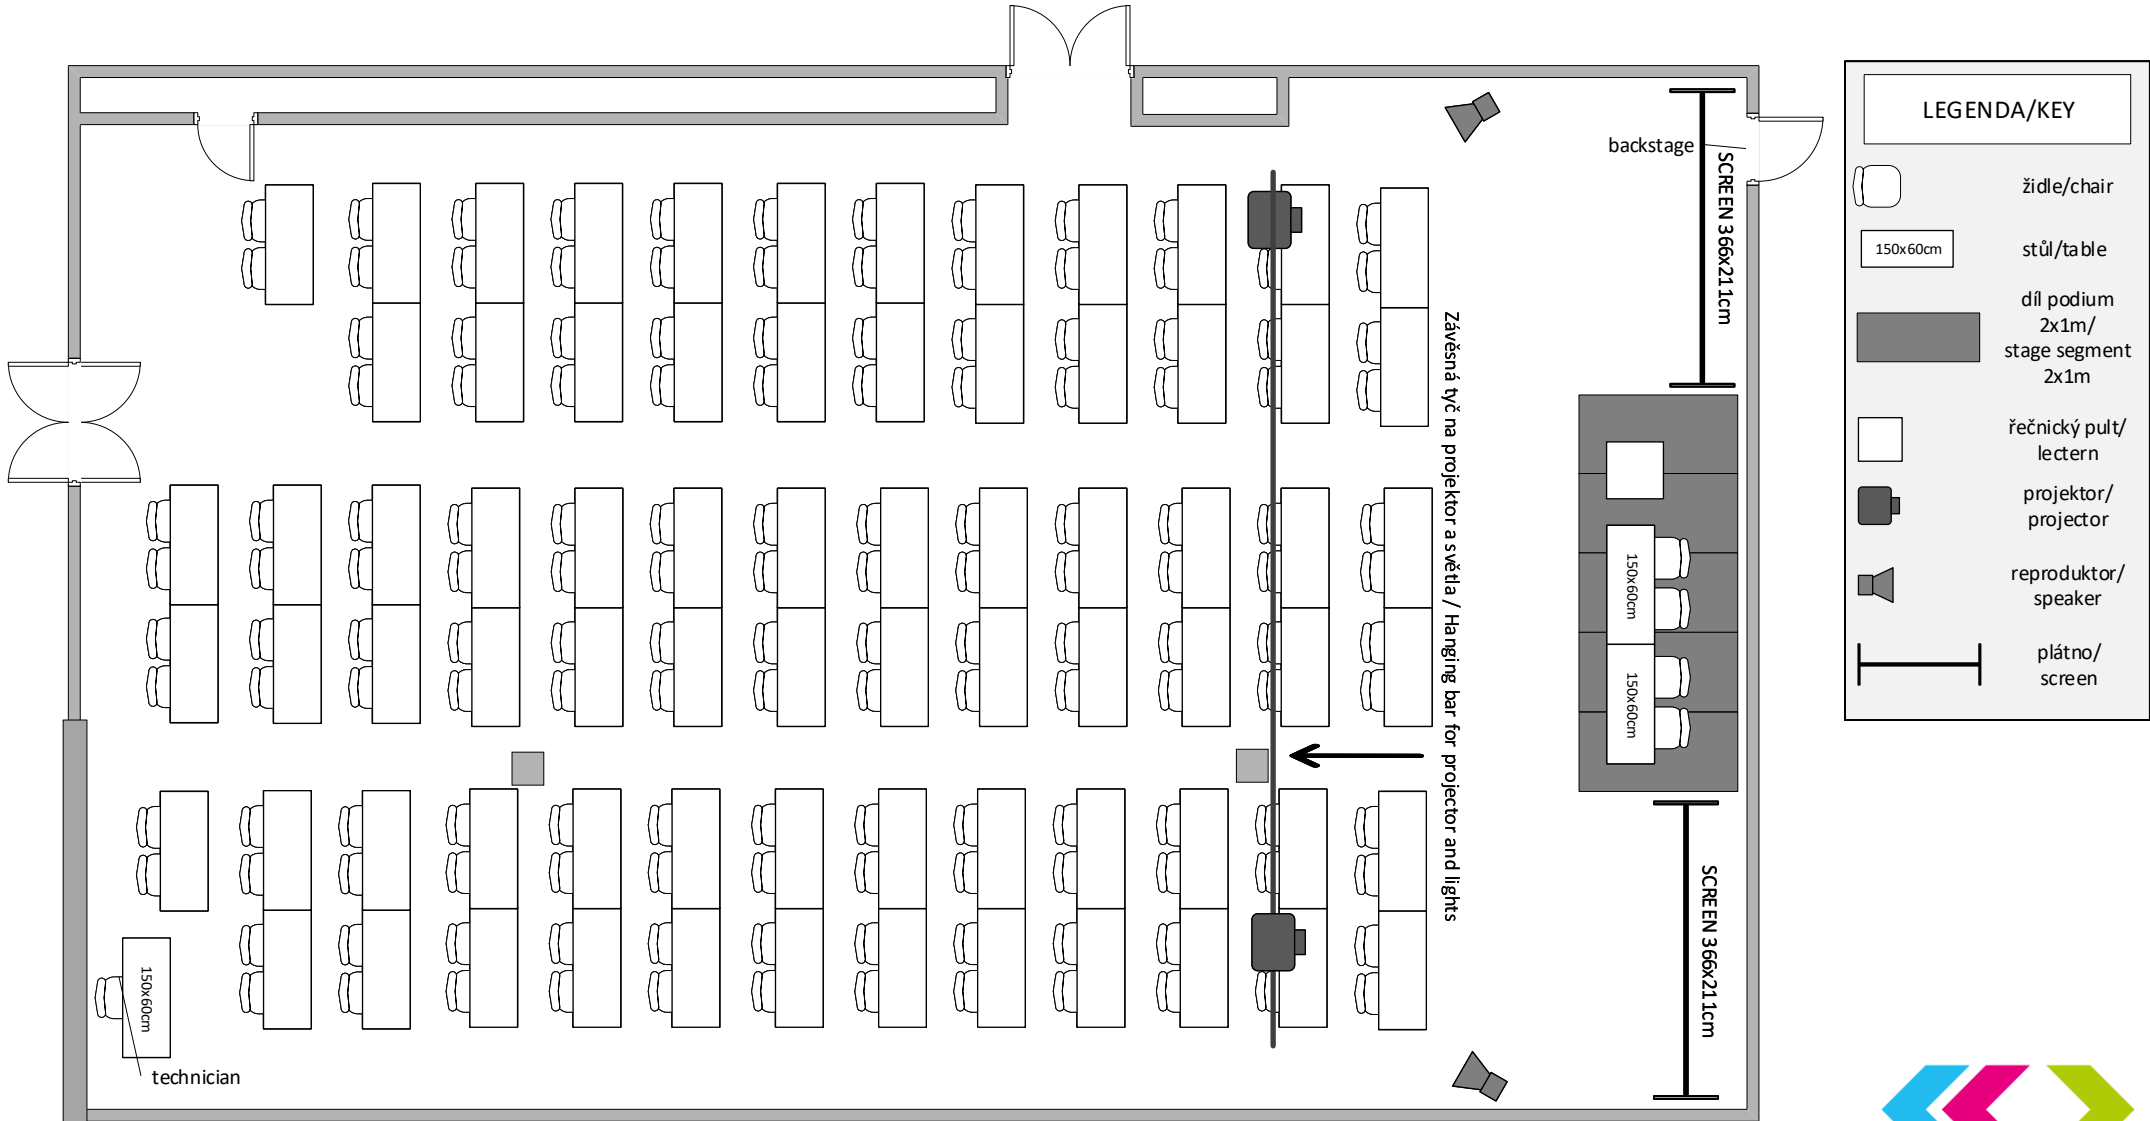 backstage
SCREEN 366x211cm
Závěsná tyč na projektor a světla / Hanging bar for projector and lights
150x60cm
150x60cm
SCREEN 366x211cm
150x60cm
technician
LEGENDA/KEY
židle/chair
150x60cm
stůl/table
díl podium
2x1m/
stage segment
2x1m
řečnický pult/
lectern
projektor/
projector
reproduktor/
speaker
plátno/
screen